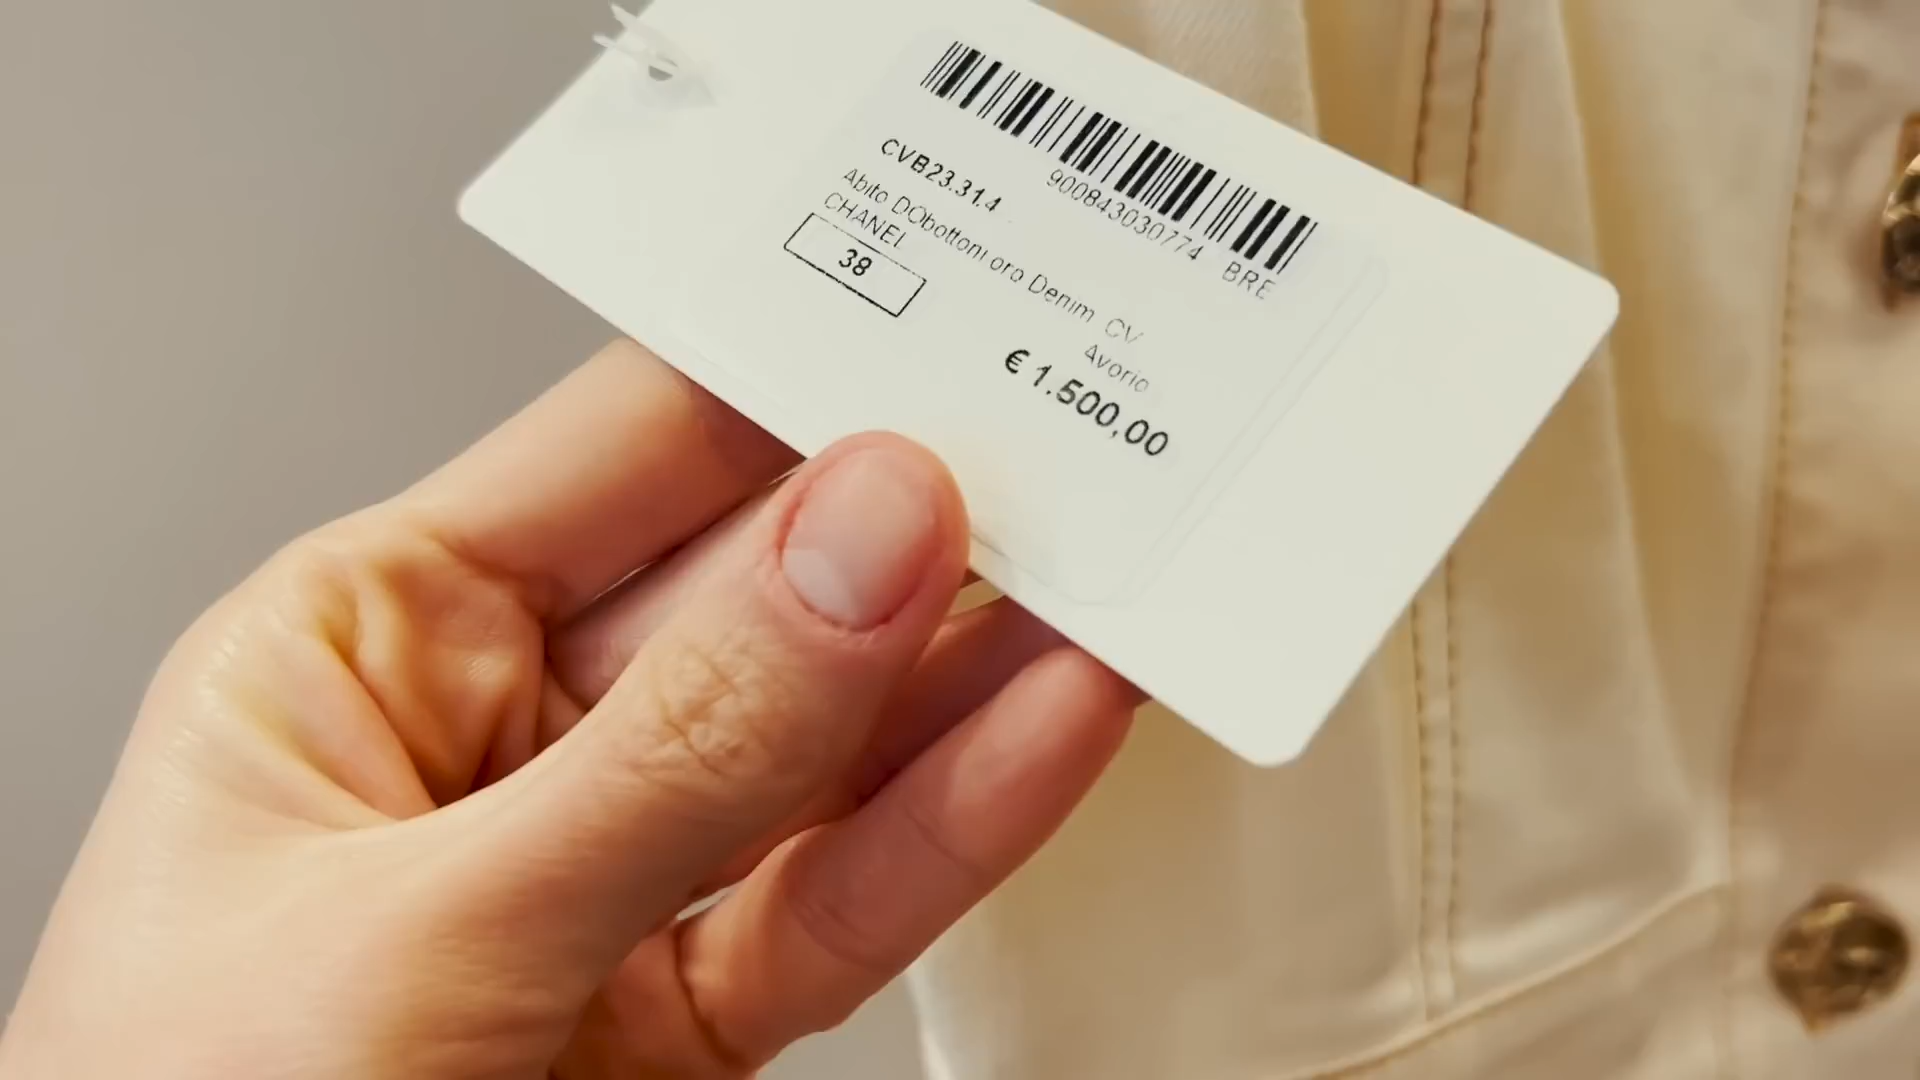 900843030774 BRE
CVB23.31.4
Abito DObottoni oro Denim CV
CHANEL
Avorio
38
€ 1.500,00